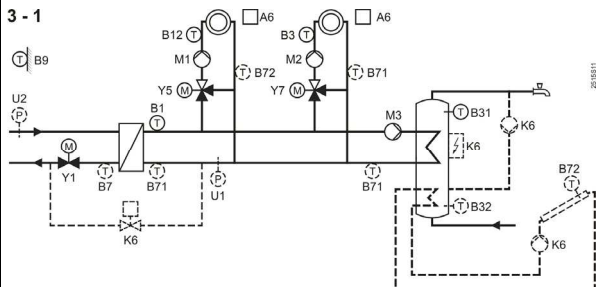 3 - 1
A6
A6
B12 T
B3 T
T B9
M1
M2
T B72
T B71
2515S11
U2
Y5 M
Y7 M
P
B1
T
M3
T B31
K6
M
K6
B72
T
Y1
T
B7
T
B71
P
U1
T
B71
T B32
K6
K6